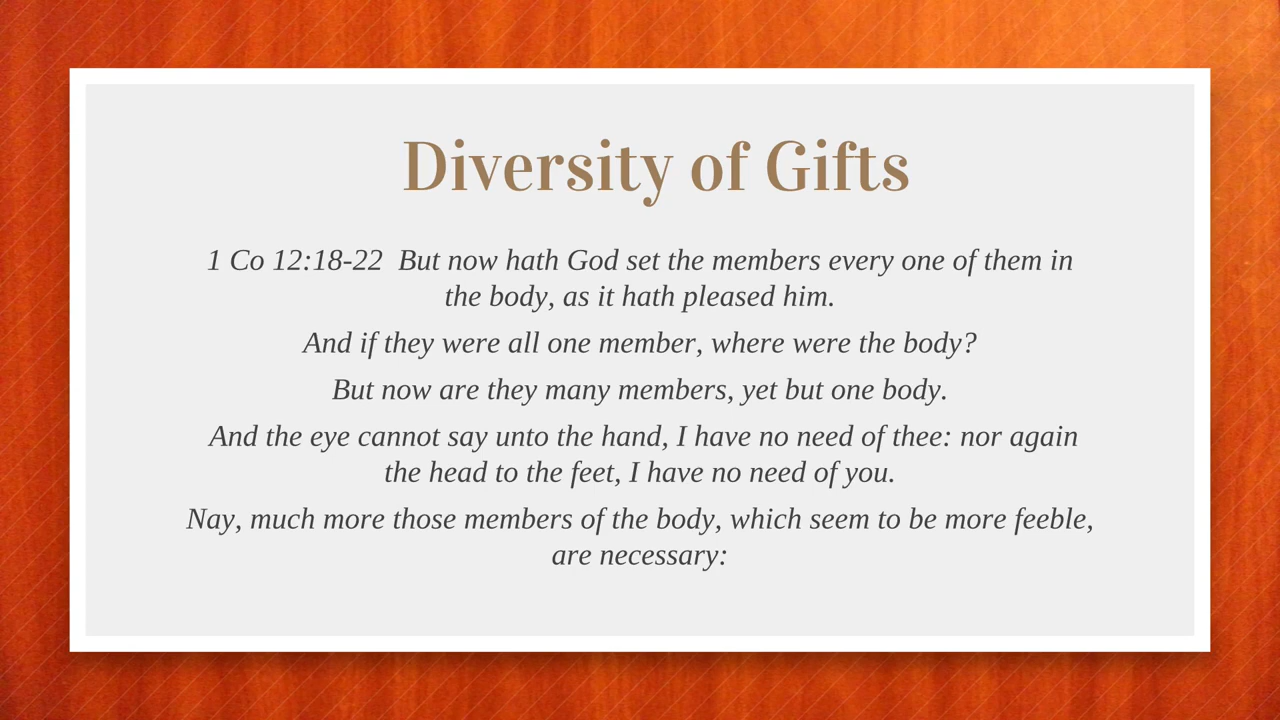 Diversity of Gifts
1 Co 12:18-22  But now hath God set the members every one of them in
the body, as it hath pleased him.
And if they were all one member, where were the body?
But now are they many members, yet but one body.
And the eye cannot say unto the hand, I have no need of thee: nor again
the head to the feet, I have no need of you.
Nay, much more those members of the body, which seem to be more feeble,
are necessary: